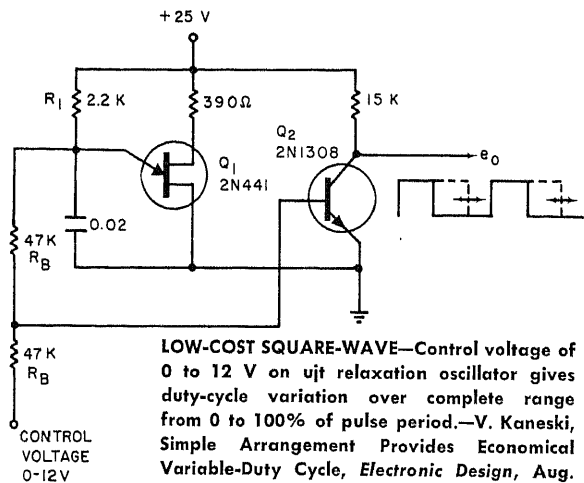 +25 V
R1 2.2 K
390Ω
15 K
Q1
2N441
Q2
2N1308
eo
0.02
47K
RB
47K
RB
CONTROL
VOLTAGE
0-12V
LOW-COST SQUARE-WAVE—Control voltage of
0 to 12 V on ujt relaxation oscillator gives
duty-cycle variation over complete range
from 0 to 100% of pulse period.—V. Kaneski,
Simple Arrangement Provides Economical
Variable-Duty Cycle, Electronic Design, Aug.